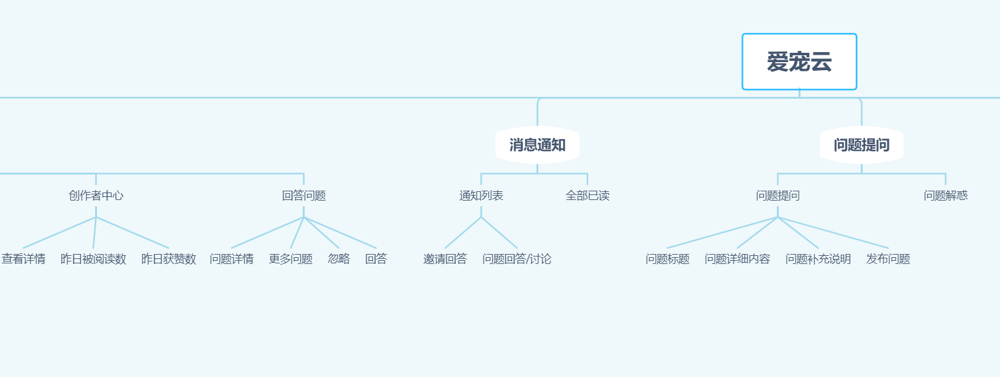 爱宠云
消息通知
问题提问
创作者中心
回答问题
通知列表
全部已读
问题提问
问题解惑
查看详情
昨日被阅读数
昨日获赞数
问题详情
更多问题
忽略
回答
邀请回答
问题回答/讨论
问题标题
问题详细内容
问题补充说明
发布问题